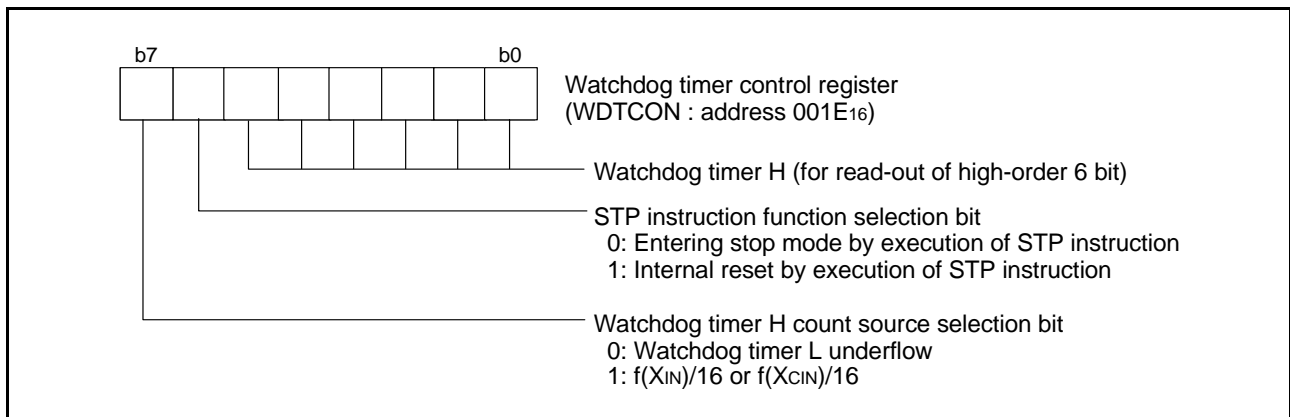 b7 b0
Watchdog timer control register
(WDTCON : address 001E16)
Watchdog timer H (for read-out of high-order 6 bit)
STP instruction function selection bit
0: Entering stop mode by execution of STP instruction
1: Internal reset by execution of STP instruction
Watchdog timer H count source selection bit
0: Watchdog timer L underflow
1: f(XIN)/16 or f(XCIN)/16